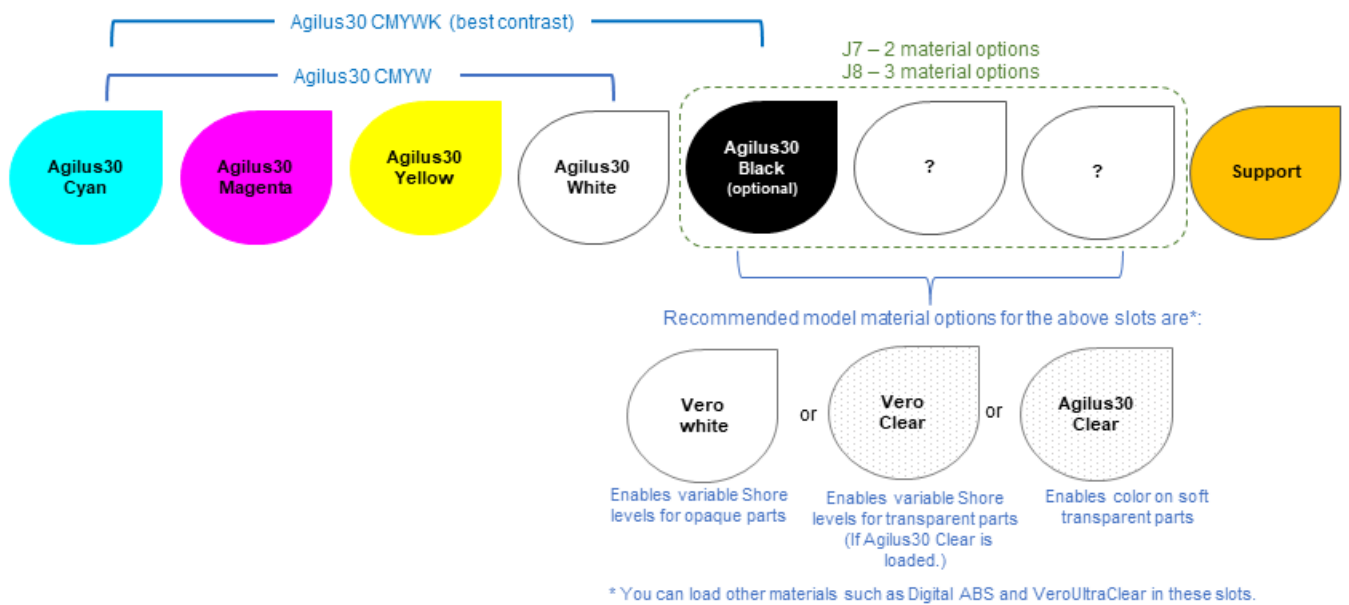 Agilus30 CMYWK (best contrast)
J7 – 2 material options
J8 – 3 material options
Agilus30 CMYW
Agilus30
Cyan
Agilus30
Magenta
Agilus30
Yellow
Agilus30
White
Agilus30
Black
(optional)
?
?
Support
Recommended model material options for the above slots are*:
Vero
white
or
Vero
Clear
or
Agilus30
Clear
Enables variable Shore
levels for opaque parts
Enables variable Shore
levels for transparent parts
(If Agilus30 Clear is
loaded.)
Enables color on soft
transparent parts
* You can load other materials such as Digital ABS and VeroUltraClear in these slots.